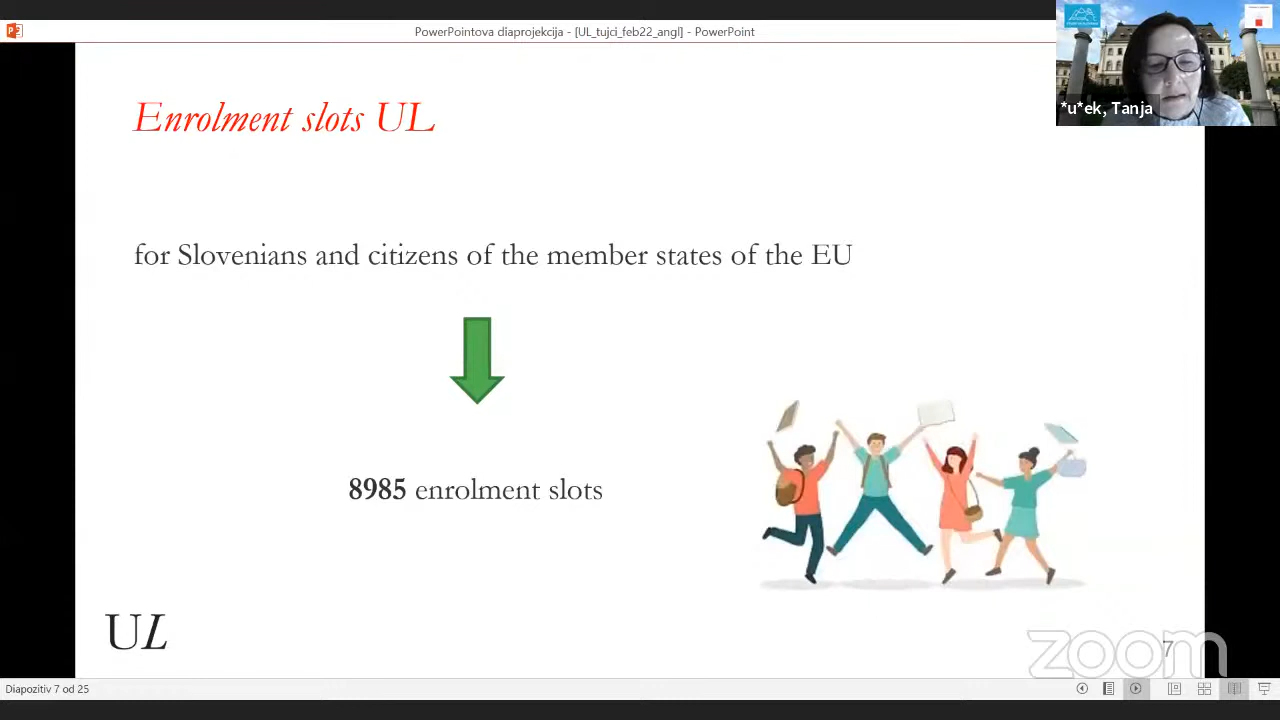 PowerPointova diaprojekcija - [UL_tujci_feb22_angl] - PowerPoint
*u*ek, Tanja
Enrolment slots UL
for Slovenians and citizens of the member states of the EU
8985 enrolment slots
UL
zoom
7
Diapozitiv 7 od 25